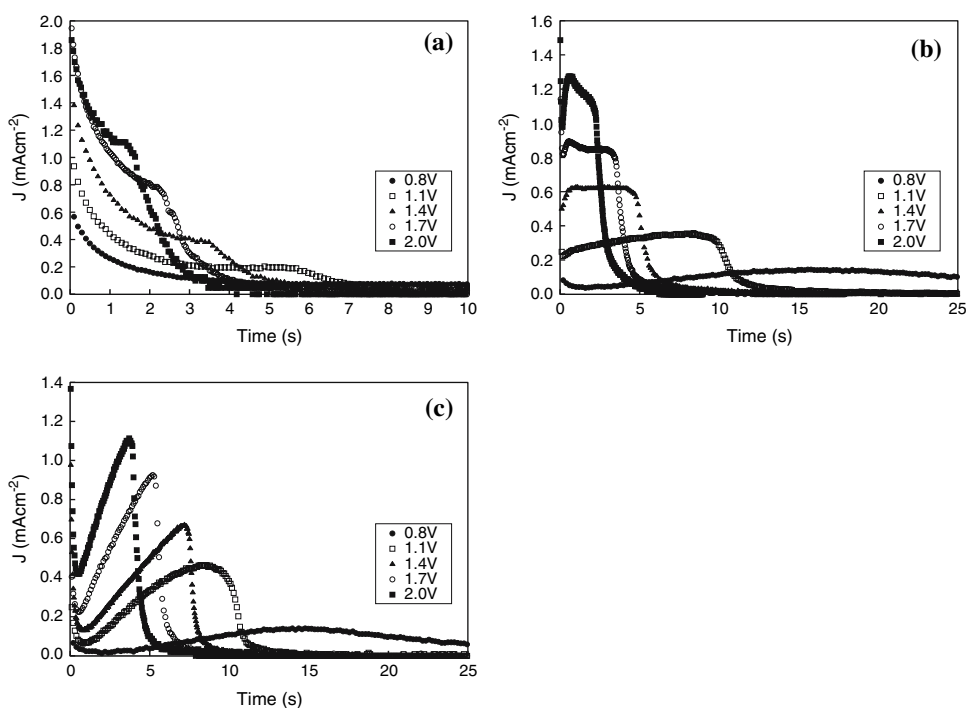 (a)
J (mAcm-2)
2.0
1.8
1.6
1.4
1.2
1.0
0.8
0.6
0.4
0.2
0.0
0 1 2 3 4 5 6 7 8 9 10
Time (s)
0.8V
1.1V
1.4V
1.7V
2.0V
(b)
J (mAcm-2)
1.6
1.4
1.2
1.0
0.8
0.6
0.4
0.2
0.0
0 5 10 15 20 25
Time (s)
0.8V
1.1V
1.4V
1.7V
2.0V
(c)
J (mAcm-2)
1.4
1.2
1.0
0.8
0.6
0.4
0.2
0.0
0 5 10 15 20 25
Time (s)
0.8V
1.1V
1.4V
1.7V
2.0V